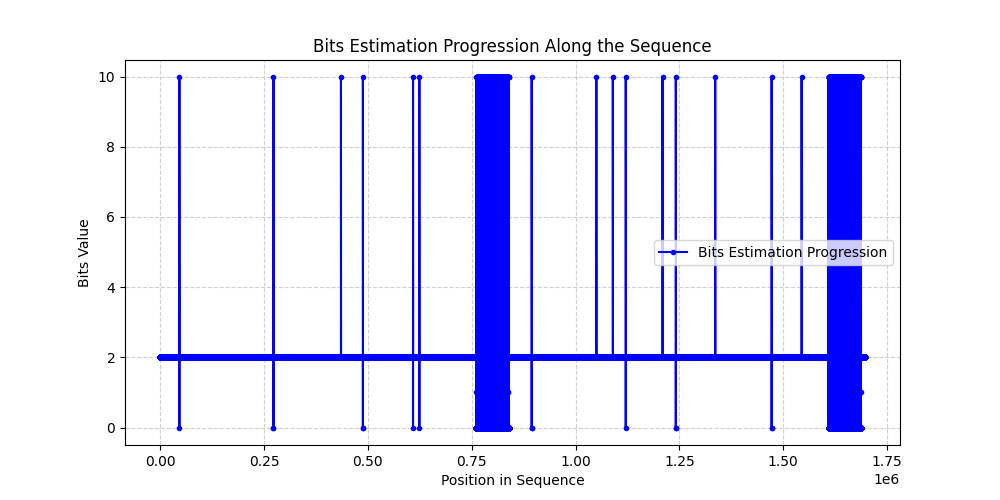 Bits Estimation Progression Along the Sequence
10
8
6
4
2
0
Bits Value
Bits Estimation Progression
0.00 0.25 0.50 0.75 1.00 1.25 1.50 1.75
1e6
Position in Sequence